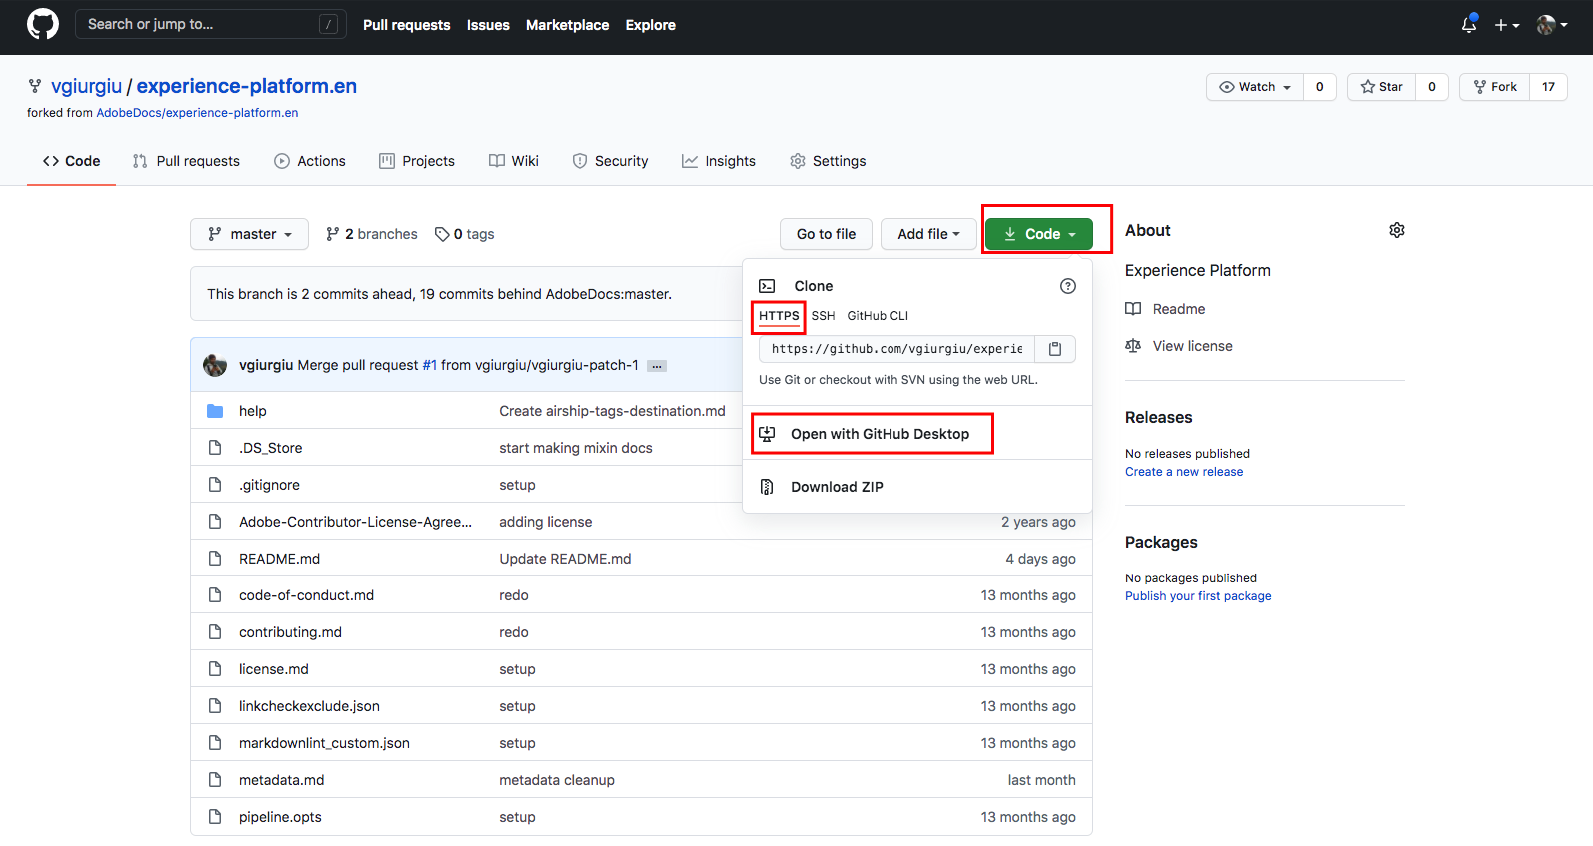 Search or jump to... / Pull requests Issues Marketplace Explore
vgiurgiu / experience-platform.en Watch 0 Star 0 Fork 17
forked from AdobeDocs/experience-platform.en
Code Pull requests Actions Projects Wiki Security Insights Settings
master 2 branches 0 tags Go to file Add file Code
About
Experience Platform
Readme
View license
Releases
No releases published
Create a new release
Packages
No packages published
Publish your first package
Clone
HTTPS SSH GitHub CLI
https://github.com/vgiurgiu/experie
Use Git or checkout with SVN using the web URL.
Open with GitHub Desktop
Download ZIP
This branch is 2 commits ahead, 19 commits behind AdobeDocs:master.
vgiurgiu Merge pull request #1 from vgiurgiu/vgiurgiu-patch-1 ...
help Create airship-tags-destination.md
.DS_Store start making mixin docs
.gitignore setup
Adobe-Contributor-License-Agree... adding license 2 years ago
README.md Update README.md 4 days ago
code-of-conduct.md redo 13 months ago
contributing.md redo 13 months ago
license.md setup 13 months ago
linkcheckexclude.json setup 13 months ago
markdownlint_custom.json setup 13 months ago
metadata.md metadata cleanup last month
pipeline.opts setup 13 months ago